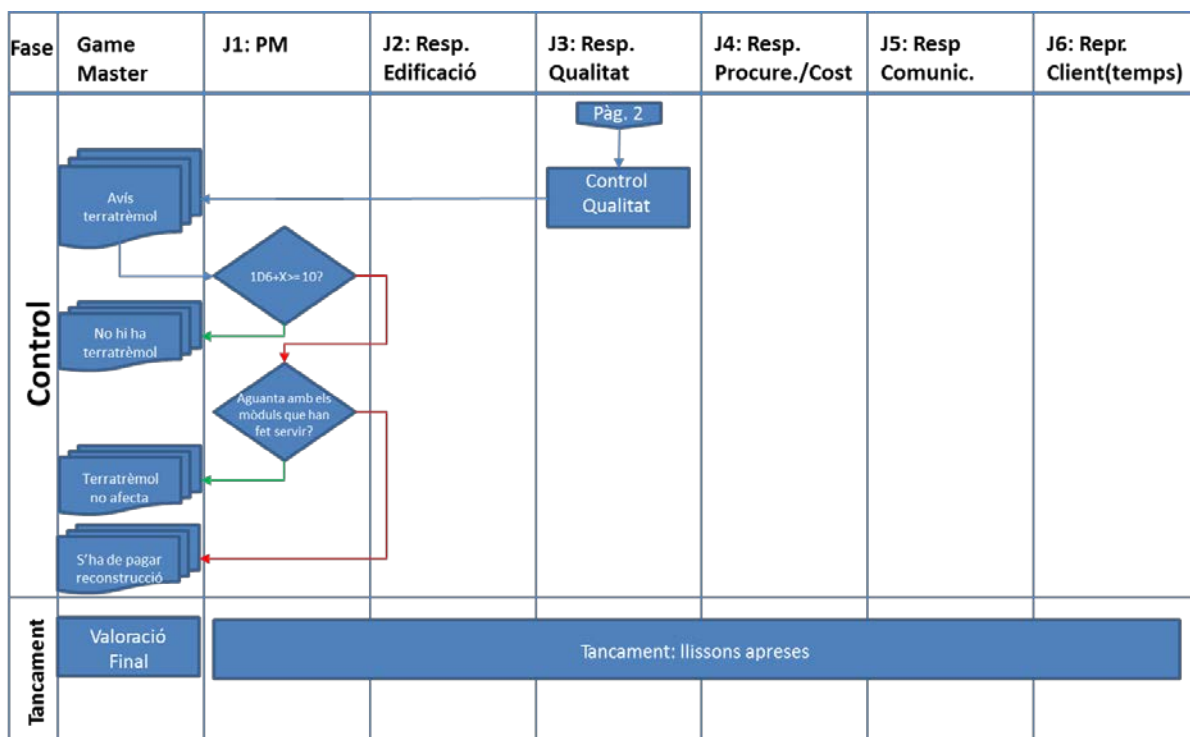 Fase
Game
Master
J1: PM
J2: Resp.
Edificació
J3: Resp.
Qualitat
J4: Resp.
Procure./Cost
J5: Resp
Comunic.
J6: Repr.
Client(temps)
Control
Pàg. 2
Control
Qualitat
Avís
terratrèmol
1D6+X>=10?
No hi ha
terratrèmol
Aguanta amb els
mòduls que han
fet servir?
Terratrèmol
no afecta
S'ha de pagar
reconstrucció
Tancament
Valoració
Final
Tancament: llissons apreses